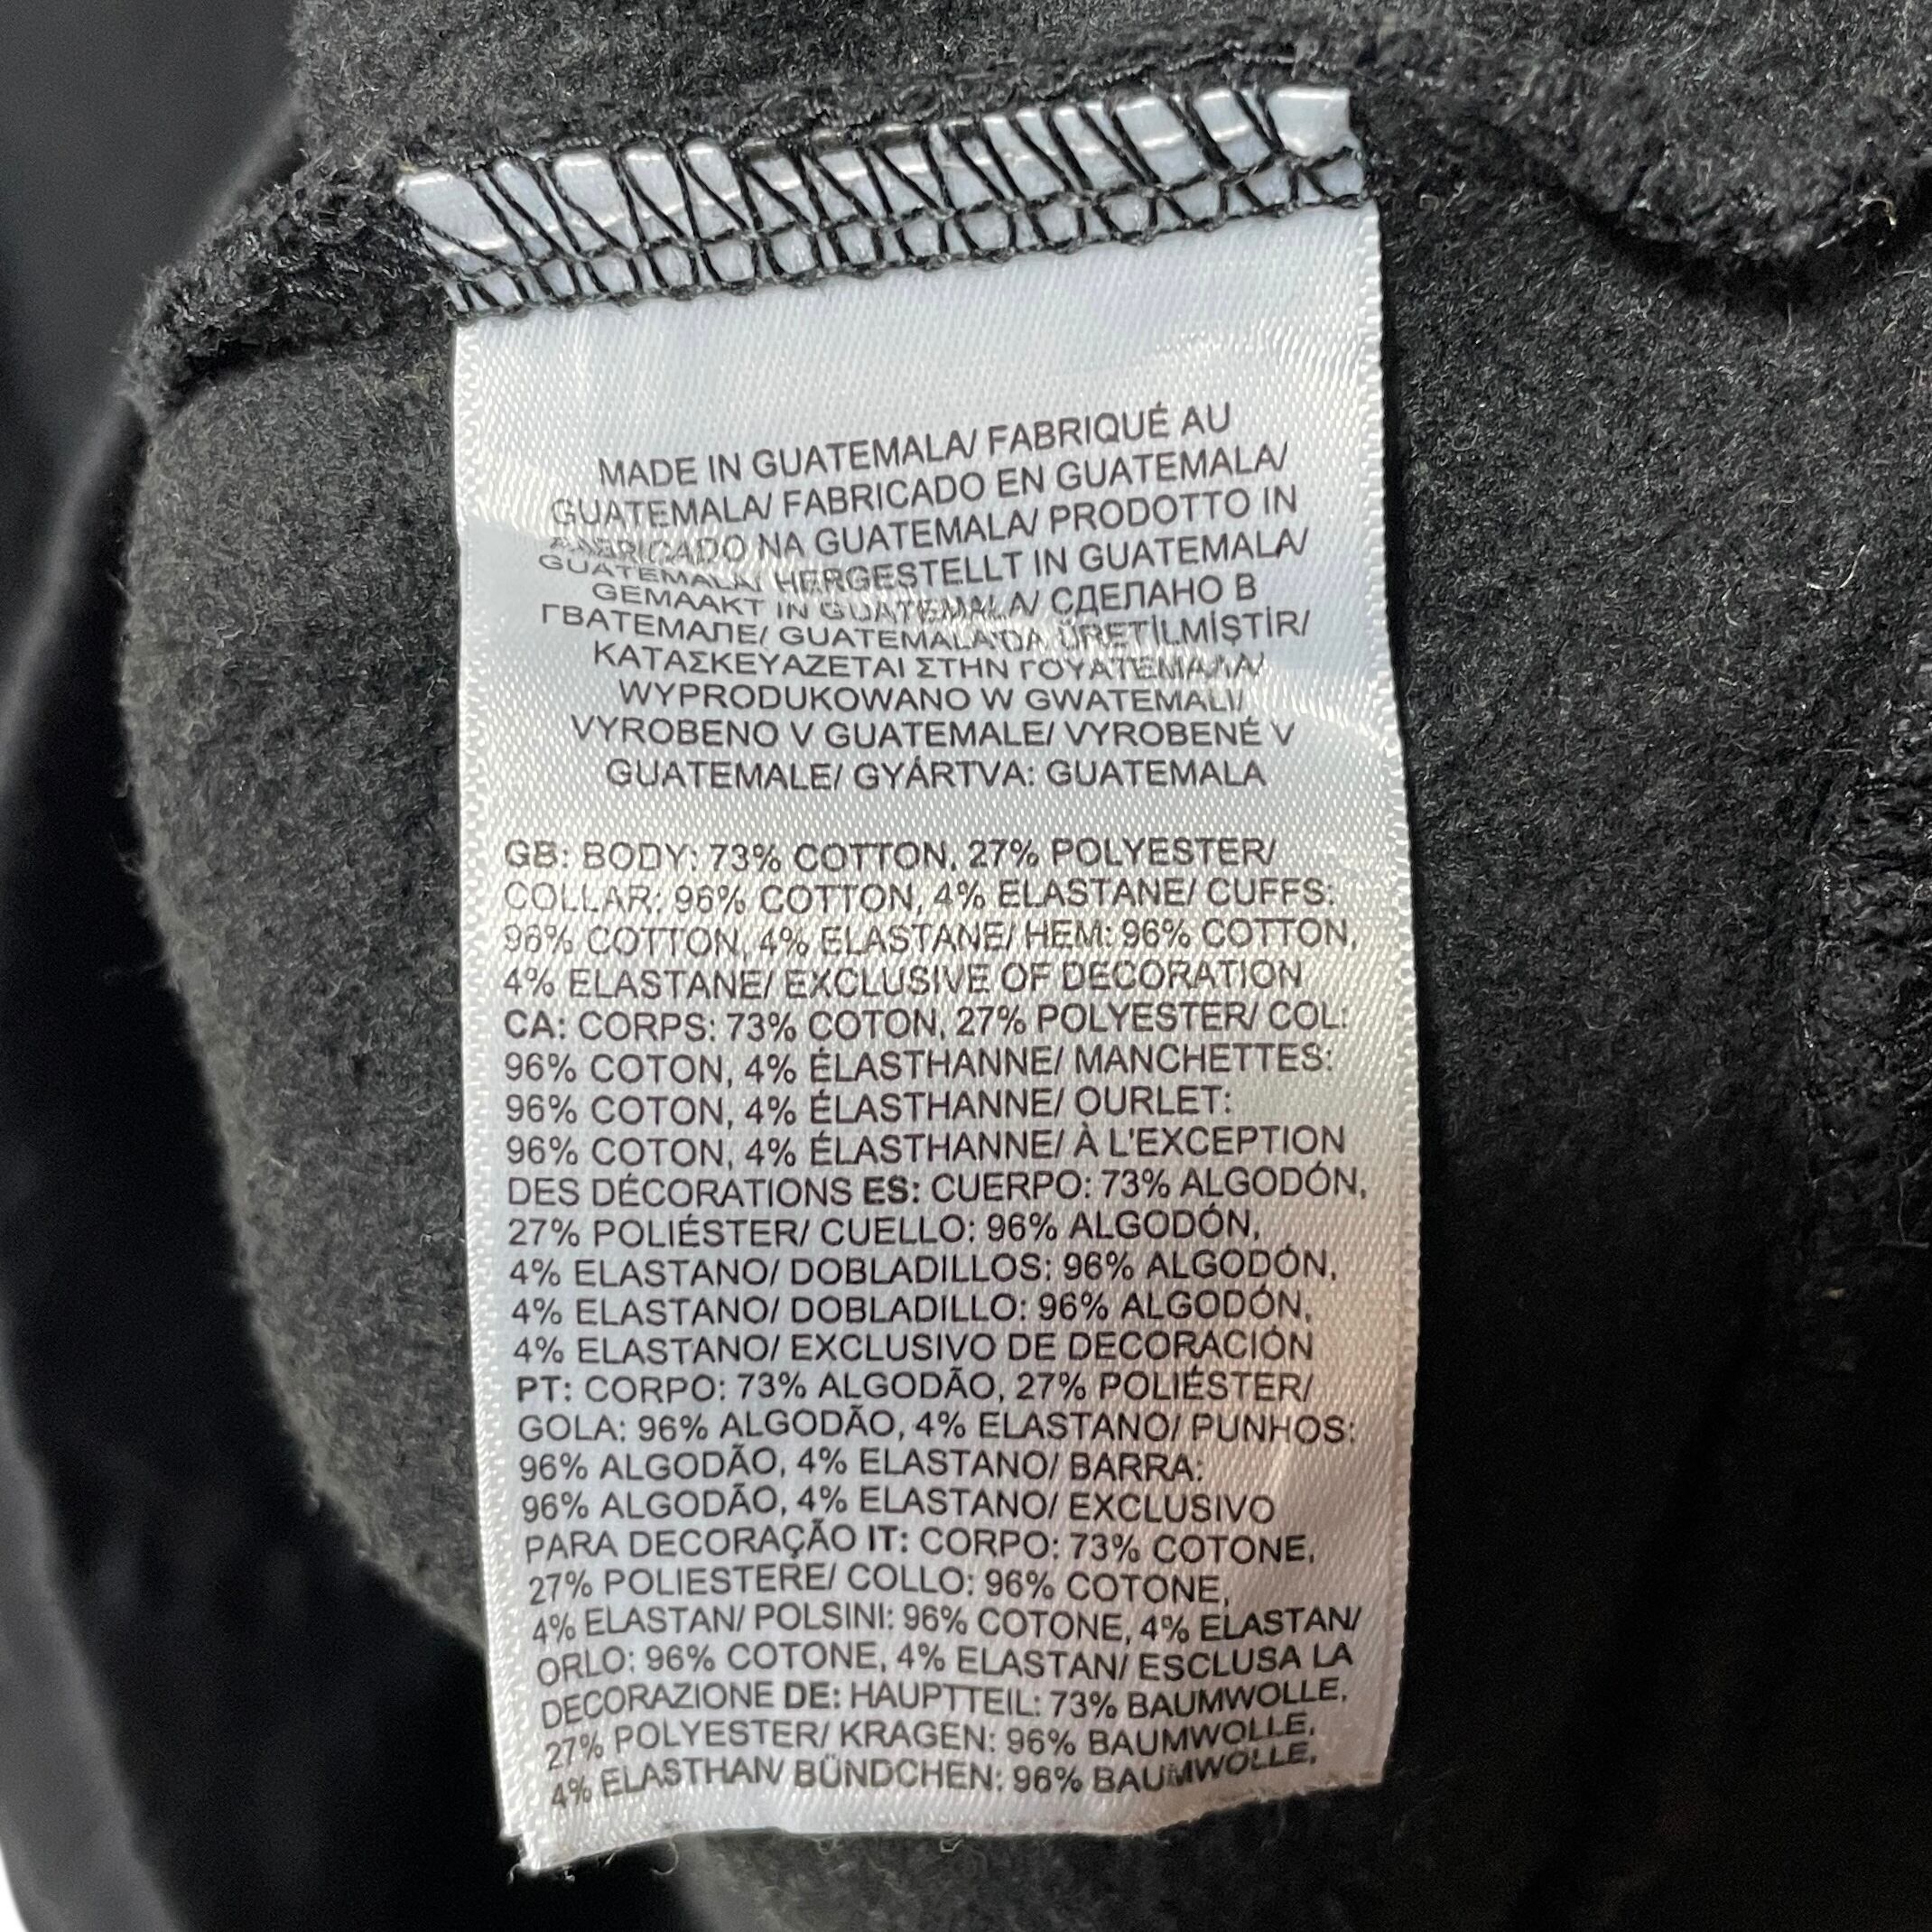 MADE IN GUATEMALA/ FABRIQUÉ AU
GUATEMALA/ FABRICADO EN GUATEMALA/
FABRICADO NA GUATEMALA/ PRODOTTO IN
GUATEMALA/ HERGESTELLT IN GUATEMALA/
GEMAAKT IN GUATEMALA/ СДЕЛАНО В
ГВАТЕМАЛЕ/ GUATEMALA'DA ÜRETİLMİŞTİR/
ΚΑΤΑΣΚΕΥΑΖΕΤΑΙ ΣΤΗΝ ΓΟΥΑΤΕΜΑΛΑ/
WYPRODUKOWANO W GWATEMALI/
VYROBENO V GUATEMALE/ VYROBENÉ V
GUATEMALE/ GYÁRTVA: GUATEMALA
GB: BODY: 73% COTTON, 27% POLYESTER/
COLLAR: 96% COTTON, 4% ELASTANE/ CUFFS:
96% COTTON, 4% ELASTANE/ HEM: 96% COTTON,
4% ELASTANE/ EXCLUSIVE OF DECORATION
CA: CORPS: 73% COTON, 27% POLYESTER/ COL:
96% COTON, 4% ÉLASTHANNE/ MANCHETTES:
96% COTON, 4% ÉLASTHANNE/ OURLET:
96% COTON, 4% ÉLASTHANNE/ À L'EXCEPTION
DES DÉCORATIONS ES: CUERPO: 73% ALGODÓN,
27% POLIÉSTER/ CUELLO: 96% ALGODÓN,
4% ELASTANO/ DOBLADILLOS: 96% ALGODÓN,
4% ELASTANO/ DOBLADILLO: 96% ALGODÓN,
4% ELASTANO/ EXCLUSIVO DE DECORACIÓN
PT: CORPO: 73% ALGODÃO, 27% POLIÉSTER/
GOLA: 96% ALGODÃO, 4% ELASTANO/ PUNHOS:
96% ALGODÃO, 4% ELASTANO/ BARRA:
96% ALGODÃO, 4% ELASTANO/ EXCLUSIVO
PARA DECORAÇÃO IT: CORPO: 73% COTONE,
27% POLIESTERE/ COLLO: 96% COTONE,
4% ELASTAN/ POLSINI: 96% COTONE, 4% ELASTAN/
ORLO: 96% COTONE, 4% ELASTAN/ ESCLUSA LA
DECORAZIONE DE: HAUPTTEIL: 73% BAUMWOLLE,
27% POLYESTER/ KRAGEN: 96% BAUMWOLLE,
4% ELASTHAN/ BÜNDCHEN: 96% BAUMWOLLE,